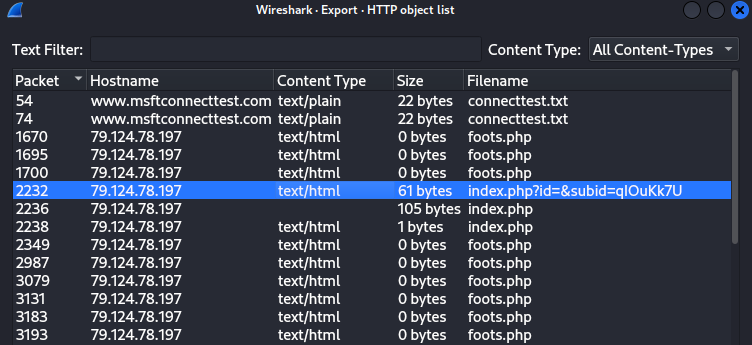 Wireshark · Export · HTTP object list
Text Filter: Content Type: All Content-Types
Packet Hostname Content Type Size Filename
54 www.msftconnecttest.com text/plain 22 bytes connecttest.txt
74 www.msftconnecttest.com text/plain 22 bytes connecttest.txt
1670 79.124.78.197 text/html 0 bytes foots.php
1695 79.124.78.197 text/html 0 bytes foots.php
1700 79.124.78.197 text/html 0 bytes foots.php
2232 79.124.78.197 text/html 61 bytes index.php?id=&subid=qIOuKk7U
2236 79.124.78.197 105 bytes index.php
2238 79.124.78.197 text/html 1 bytes index.php
2349 79.124.78.197 text/html 0 bytes foots.php
2987 79.124.78.197 text/html 0 bytes foots.php
3079 79.124.78.197 text/html 0 bytes foots.php
3131 79.124.78.197 text/html 0 bytes foots.php
3183 79.124.78.197 text/html 0 bytes foots.php
3193 79.124.78.197 text/html 0 bytes foots.php